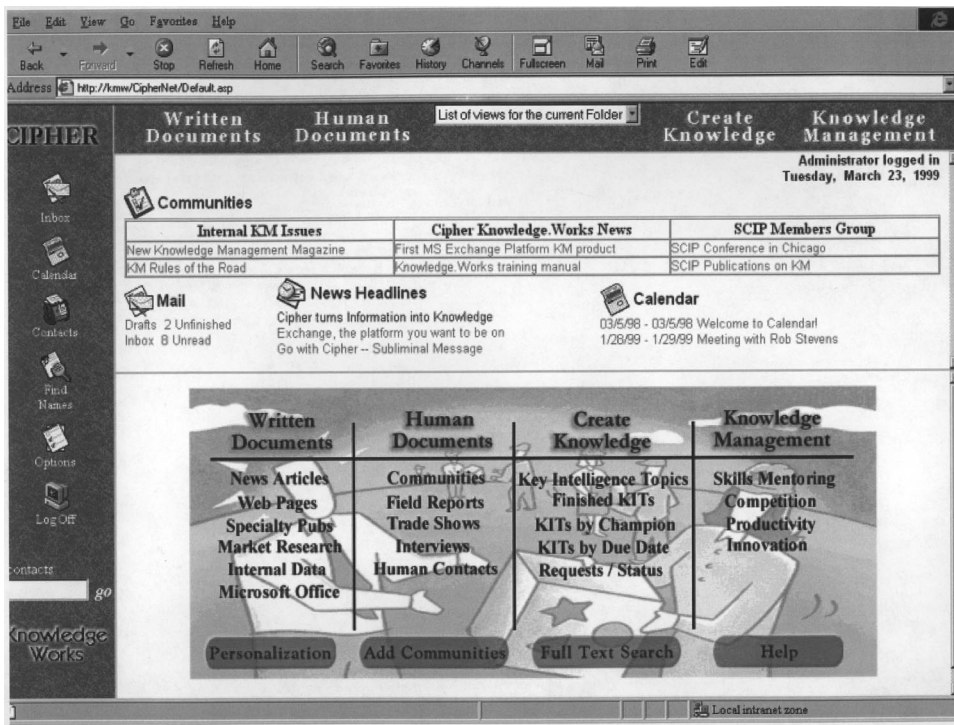 File Edit View Go Favorites Help
Back Forward Stop Refresh Home Search Favorites History Channels Fullscreen Mail Print Edit
Address http://kmw/CipherNet/Default.asp
CIPHER
Written Documents
Human Documents
List of views for the current Folder
Create Knowledge
Knowledge Management
Administrator logged in
Tuesday, March 23, 1999
Inbox
Calendar
Contacts
Find Names
Options
Log Off
contacts
go
Knowledge Works
Communities
Internal KM Issues Cipher Knowledge.Works News SCIP Members Group
New Knowledge Management Magazine First MS Exchange Platform KM product SCIP Conference in Chicago
KM Rules of the Road Knowledge.Works training manual SCIP Publications on KM
Mail
Drafts 2 Unfinished
Inbox 8 Unread
News Headlines
Cipher turns Information into Knowledge
Exchange, the platform you want to be on
Go with Cipher -- Subliminal Message
Calendar
03/5/98 - 03/5/98 Welcome to Calendar!
1/28/99 - 1/29/99 Meeting with Rob Stevens
Written
Documents
News Articles
Web Pages
Specialty Pubs
Market Research
Internal Data
Microsoft Office
Human
Documents
Communities
Field Reports
Trade Shows
Interviews
Human Contacts
Create
Knowledge
Key Intelligence Topics
Finished KITs
KITs by Champion
KITs by Due Date
Requests / Status
Knowledge
Management
Skills Mentoring
Competition
Productivity
Innovation
Personalization Add Communities Full Text Search Help
Local intranet zone